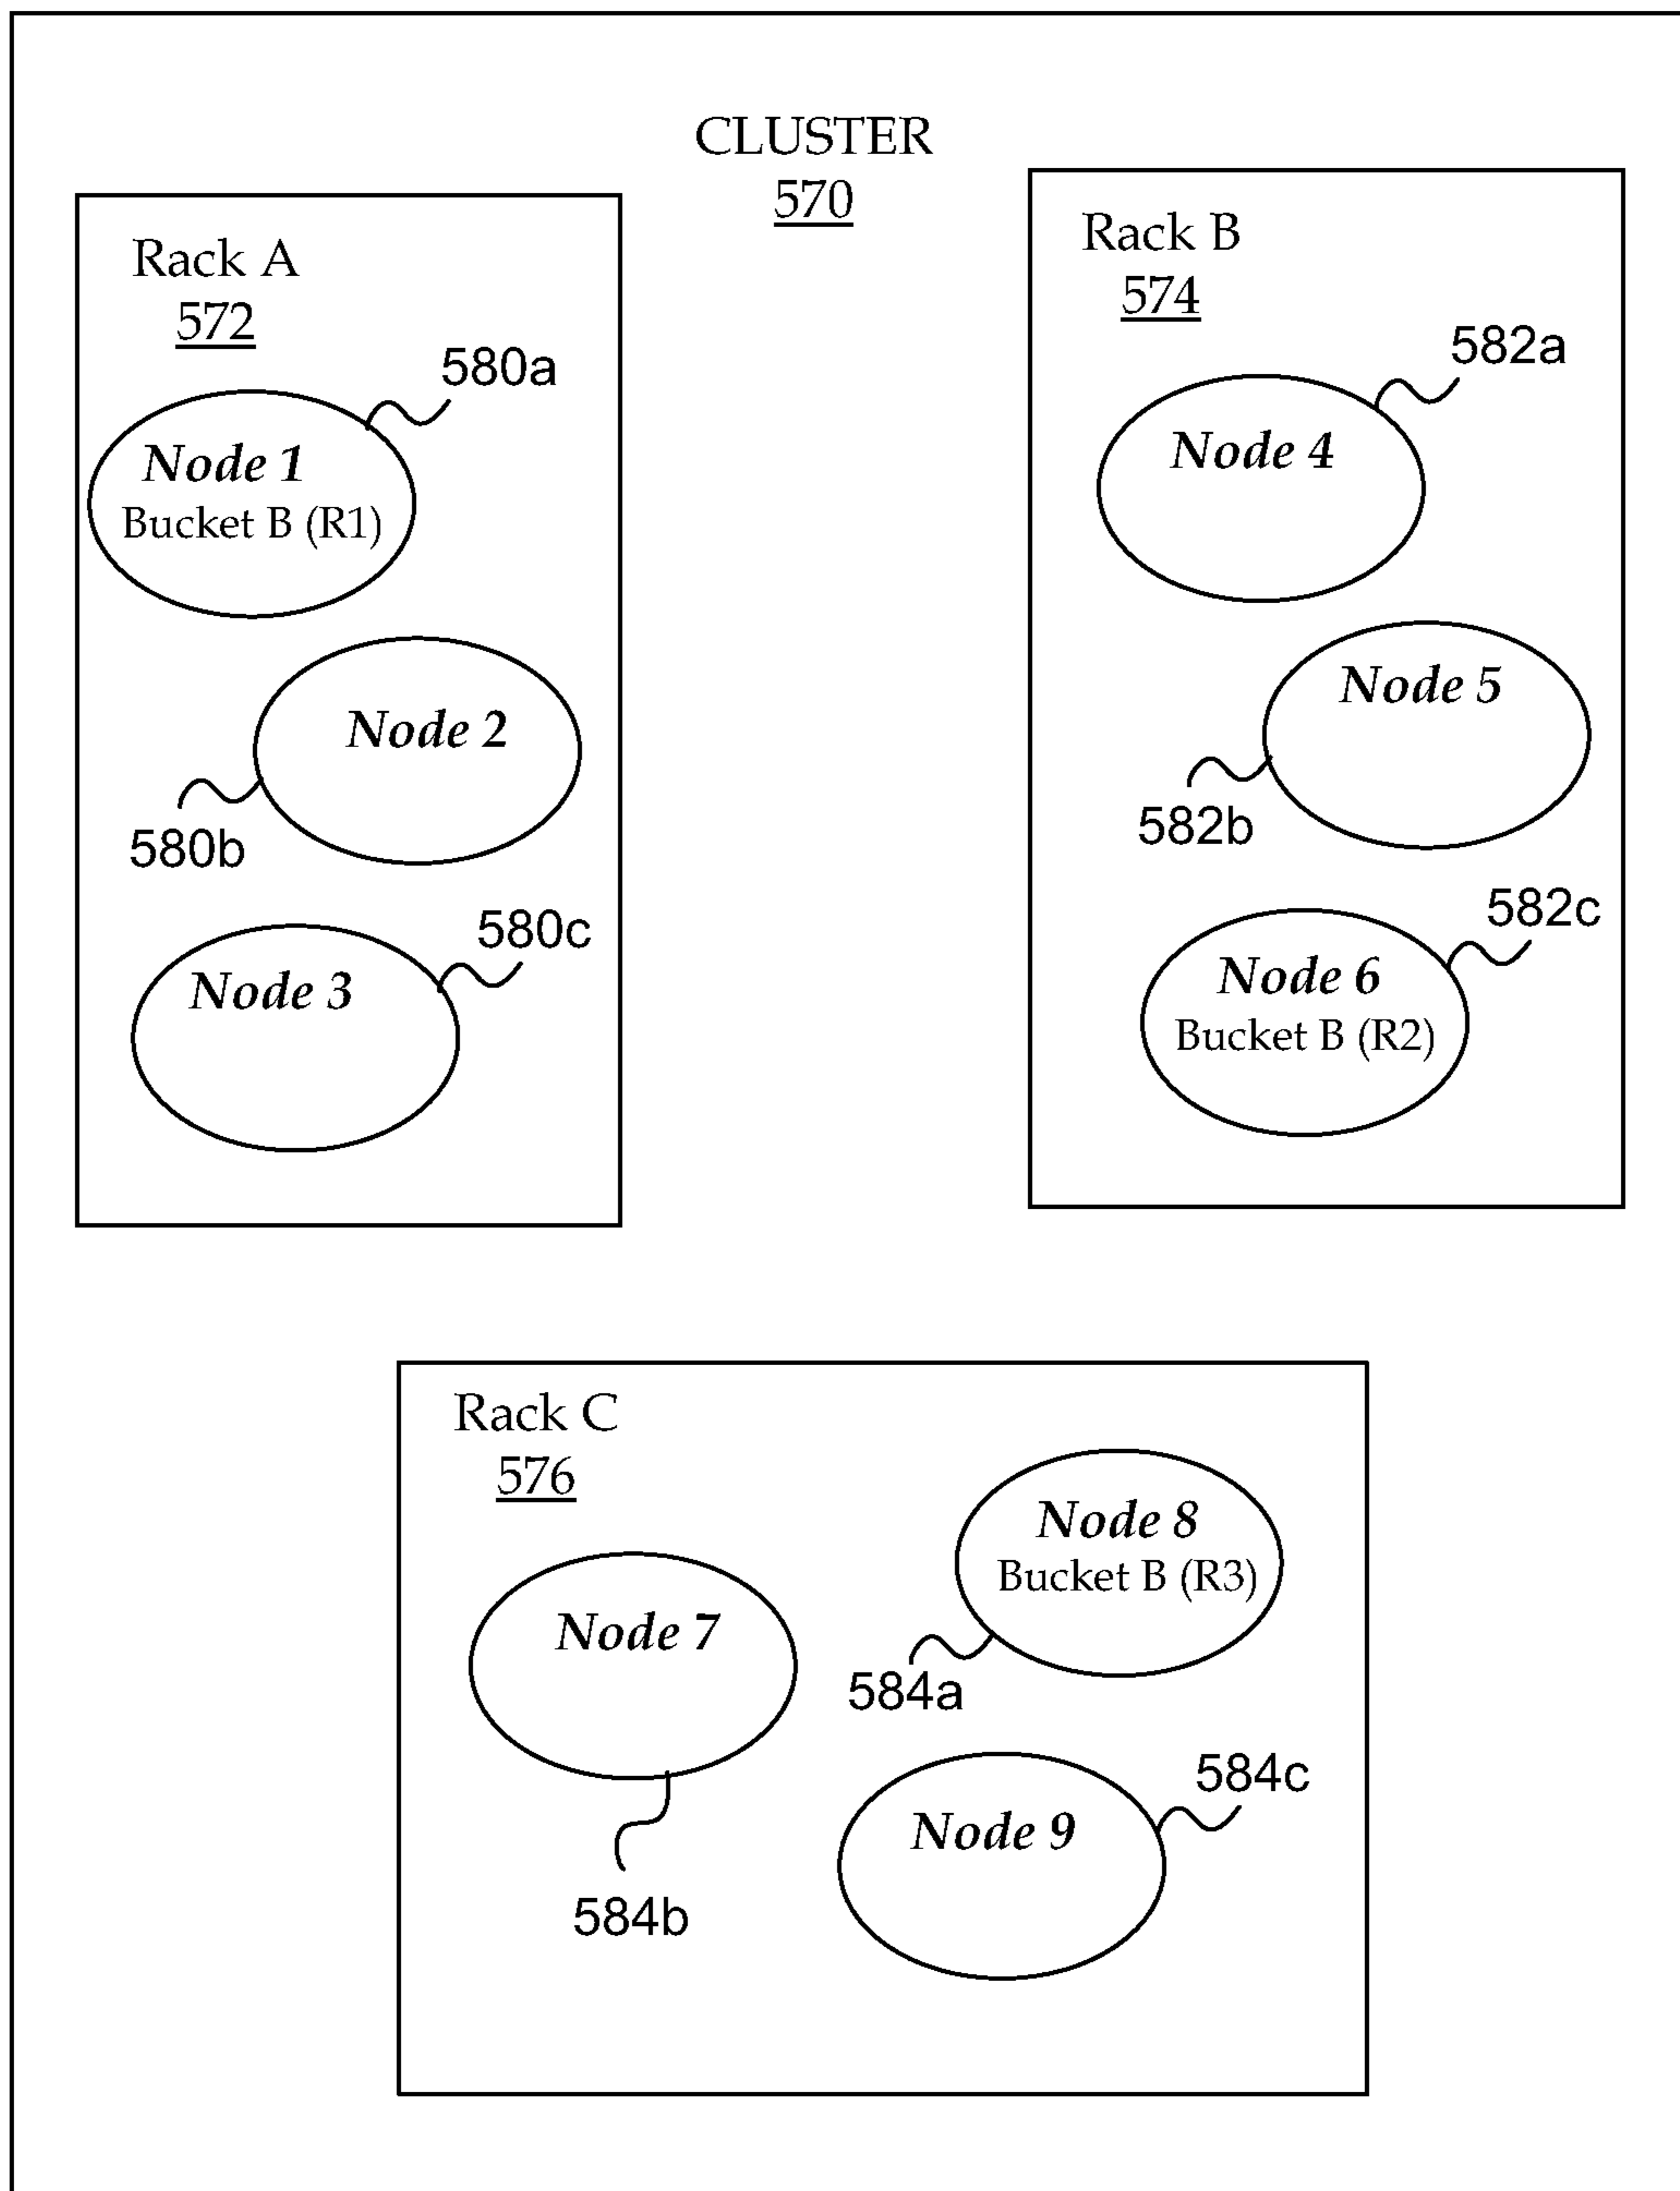 CLUSTER
570
Rack A
572
580a
Node 1
Bucket B (R1)
Node 2
580b
580c
Node 3
Rack B
574
582a
Node 4
Node 5
582b
582c
Node 6
Bucket B (R2)
Rack C
576
Node 8
Bucket B (R3)
584a
Node 7
584b
584c
Node 9